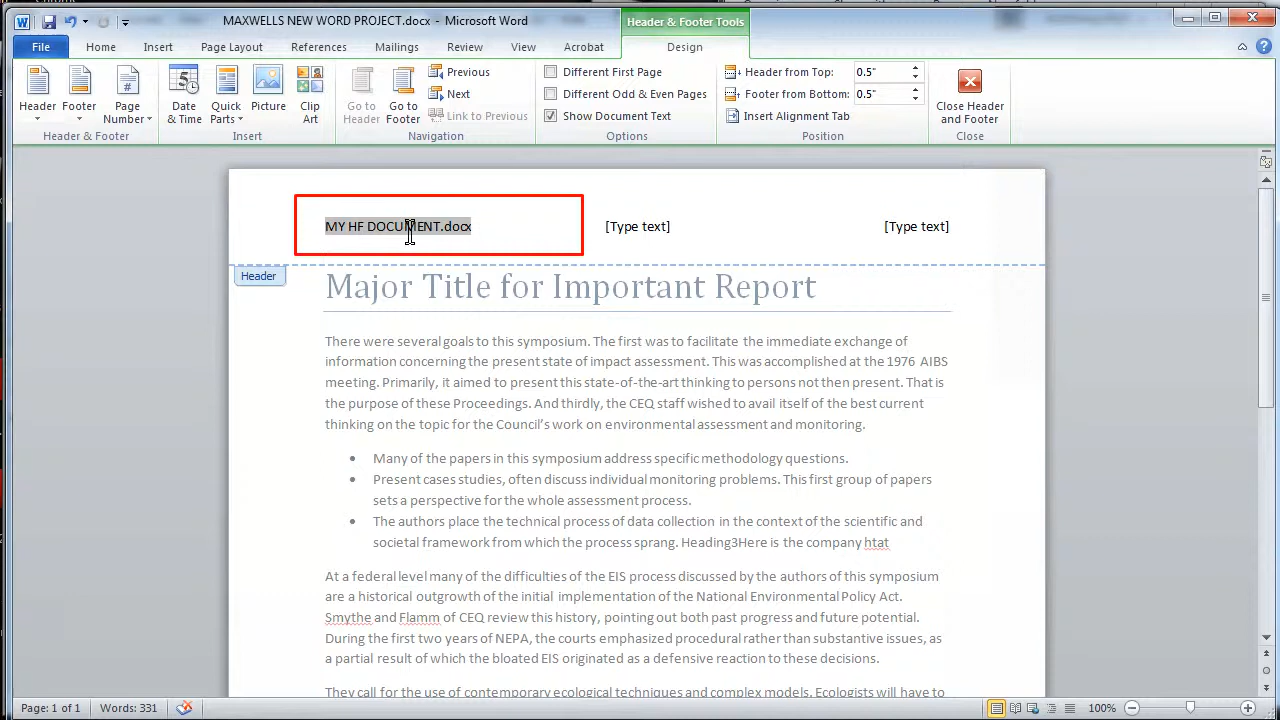 MAXWELLS NEW WORD PROJECT.docx - Microsoft Word
Header & Footer Tools
File Home Insert Page Layout References Mailings Review View Acrobat Design
Header
Footer
Page Number
Header & Footer
Date & Time
Quick Parts
Picture
Clip Art
Insert
Go to Header
Go to Footer
Previous
Next
Link to Previous
Navigation
Different First Page
Different Odd & Even Pages
Show Document Text
Options
Header from Top: 0.5"
Footer from Bottom: 0.5"
Insert Alignment Tab
Position
Close Header and Footer
Close
MY HF DOCUMENT.docx [Type text] [Type text]
Header
Major Title for Important Report
There were several goals to this symposium. The first was to facilitate the immediate exchange of
information concerning the present state of impact assessment. This was accomplished at the 1976 AIBS
meeting. Primarily, it aimed to present this state-of-the-art thinking to persons not then present. That is
the purpose of these Proceedings. And thirdly, the CEQ staff wished to avail itself of the best current
thinking on the topic for the Council's work on environmental assessment and monitoring.
• Many of the papers in this symposium address specific methodology questions.
• Present cases studies, often discuss individual monitoring problems. This first group of papers
sets a perspective for the whole assessment process.
• The authors place the technical process of data collection in the context of the scientific and
societal framework from which the process sprang. Heading3Here is the company htat
At a federal level many of the difficulties of the EIS process discussed by the authors of this symposium
are a historical outgrowth of the initial implementation of the National Environmental Policy Act.
Smythe and Flamm of CEQ review this history, pointing out both past progress and future potential.
During the first two years of NEPA, the courts emphasized procedural rather than substantive issues, as
a partial result of which the bloated EIS originated as a defensive reaction to these decisions.
They call for the use of contemporary ecological techniques and complex models. Ecologists will have to
Page: 1 of 1 Words: 331 100%